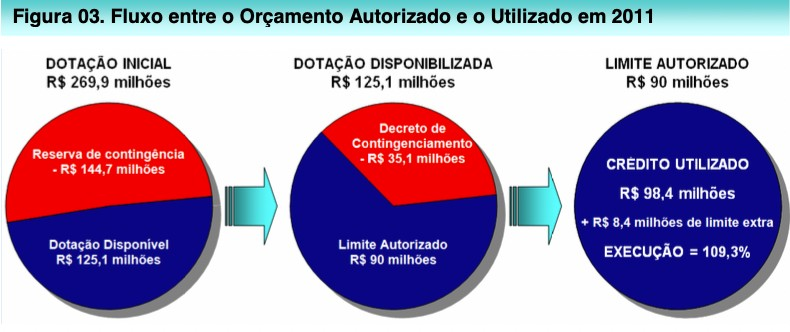 Figura 03. Fluxo entre o Orçamento Autorizado e o Utilizado em 2011
DOTAÇÃO INICIAL
R$ 269,9 milhões
Reserva de contingência
- R$ 144,7 milhões
Dotação Disponível
R$ 125,1 milhões
DOTAÇÃO DISPONIBILIZADA
R$ 125,1 milhões
Decreto de
Contingenciamento
- R$ 35,1 milhões
Limite Autorizado
R$ 90 milhões
LIMITE AUTORIZADO
R$ 90 milhões
CRÉDITO UTILIZADO
R$ 98,4 milhões
+ R$ 8,4 milhões de limite extra
EXECUÇÃO = 109,3%